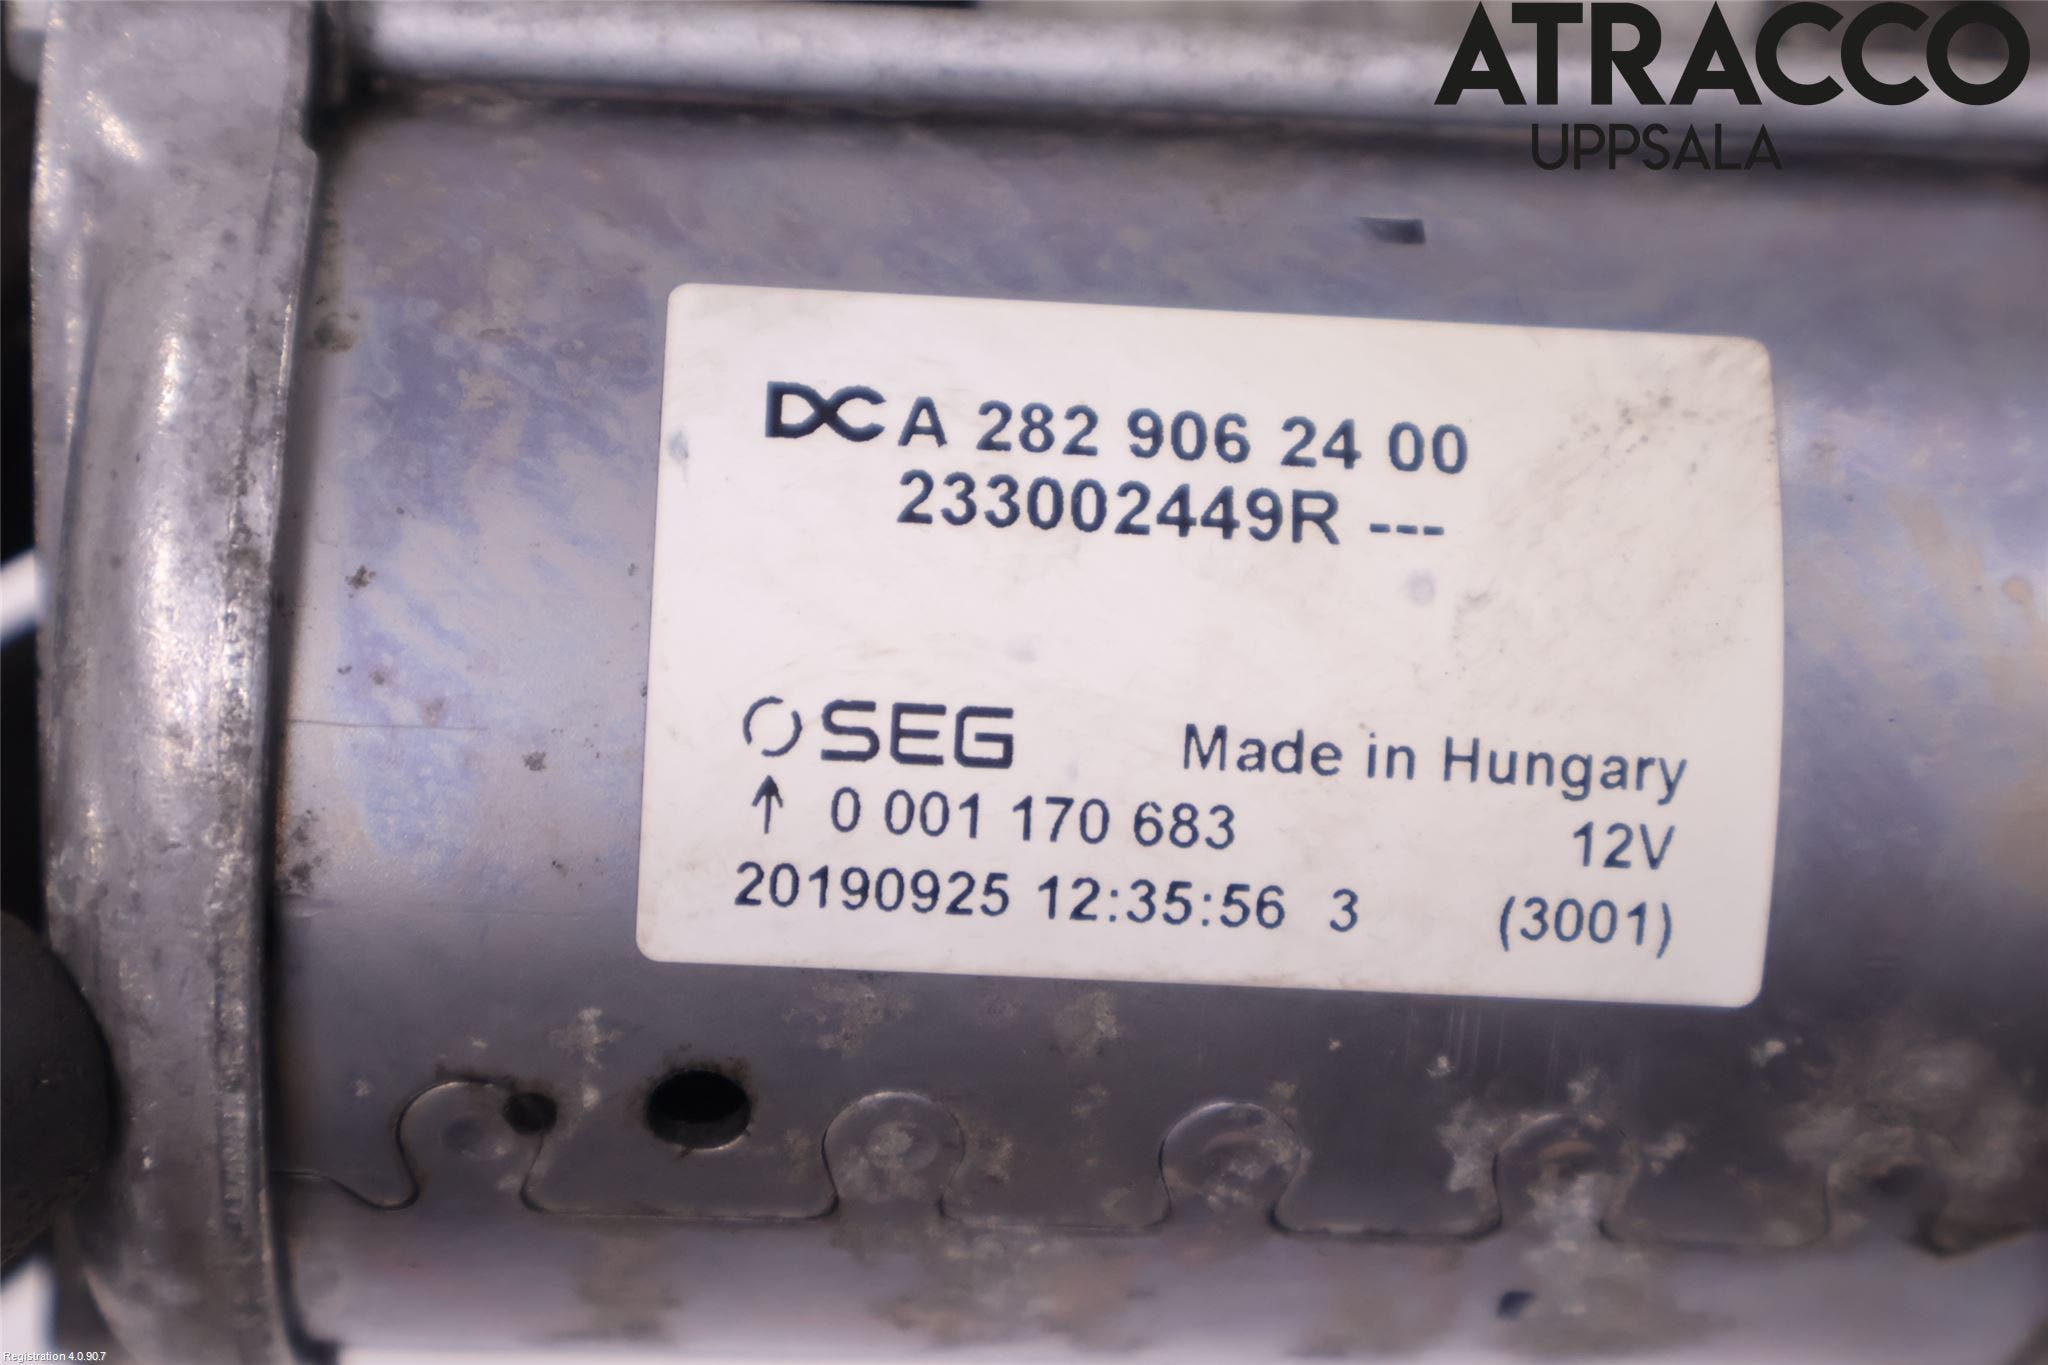 ATRACCO
UPPSALA
DC A 282 906 24 00
233002449R ---
SEG Made in Hungary
↑ 0 001 170 683 12V
20190925 12:35:56 3 (3001)
Registration 4.0.90.7